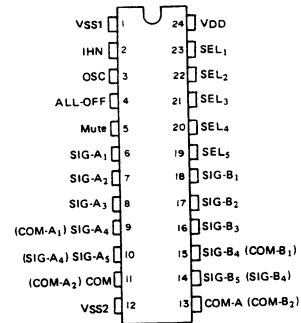 VSS1 1 24 VDD
IHN 2 23 SEL₁
OSC 3 22 SEL₂
ALL-OFF 4 21 SEL₃
Mute 5 20 SEL₄
SIG-A₁ 6 19 SEL₅
SIG-A₂ 7 18 SIG-B₁
SIG-A₃ 8 17 SIG-B₂
(COM-A₁) SIG-A₄ 9 16 SIG-B₃
(SIG-A₄) SIG-A₅ 10 15 SIG-B₄ (COM-B₁)
(COM-A₂) COM 11 14 SIG-B₅ (SIG-B₄)
VSS2 12 13 COM-A (COM-B₂)